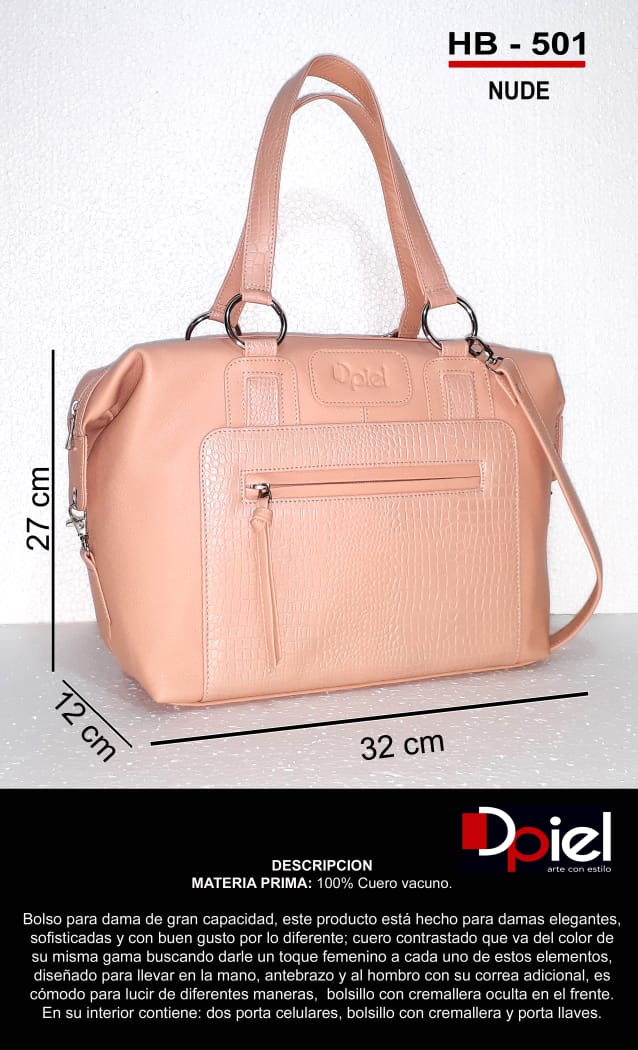 HB - 501
NUDE
Dpiel
27 cm
12 cm
32 cm
Dpiel
arte con estilo
DESCRIPCION
MATERIA PRIMA: 100% Cuero vacuno.
Bolso para dama de gran capacidad, este producto está hecho para damas elegantes,
sofisticadas y con buen gusto por lo diferente; cuero contrastado que va del color de
su misma gama buscando darle un toque femenino a cada uno de estos elementos,
diseñado para llevar en la mano, antebrazo y al hombro con su correa adicional, es
cómodo para lucir de diferentes maneras, bolsillo con cremallera oculta en el frente.
En su interior contiene: dos porta celulares, bolsillo con cremallera y porta llaves.